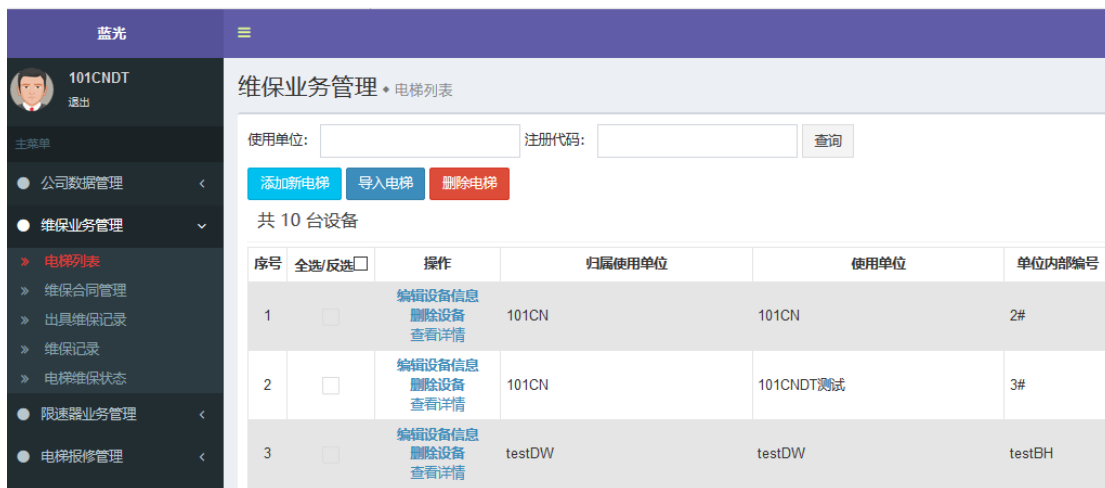 蓝光
101CNDT
退出
主菜单
公司数据管理
维保业务管理
电梯列表
维保合同管理
出具维保记录
维保记录
电梯维保状态
限速器业务管理
电梯报修管理
维保业务管理 电梯列表
使用单位: 注册代码: 查询
添加新电梯 导入电梯 删除电梯
共 10 台设备
序号 全选/反选 操作 归属使用单位 使用单位 单位内部编号
编辑设备信息
1 删除设备 101CN 101CN 2#
查看详情
编辑设备信息
2 删除设备 101CN 101CNDT测试 3#
查看详情
编辑设备信息
3 删除设备 testDW testDW testBH
查看详情